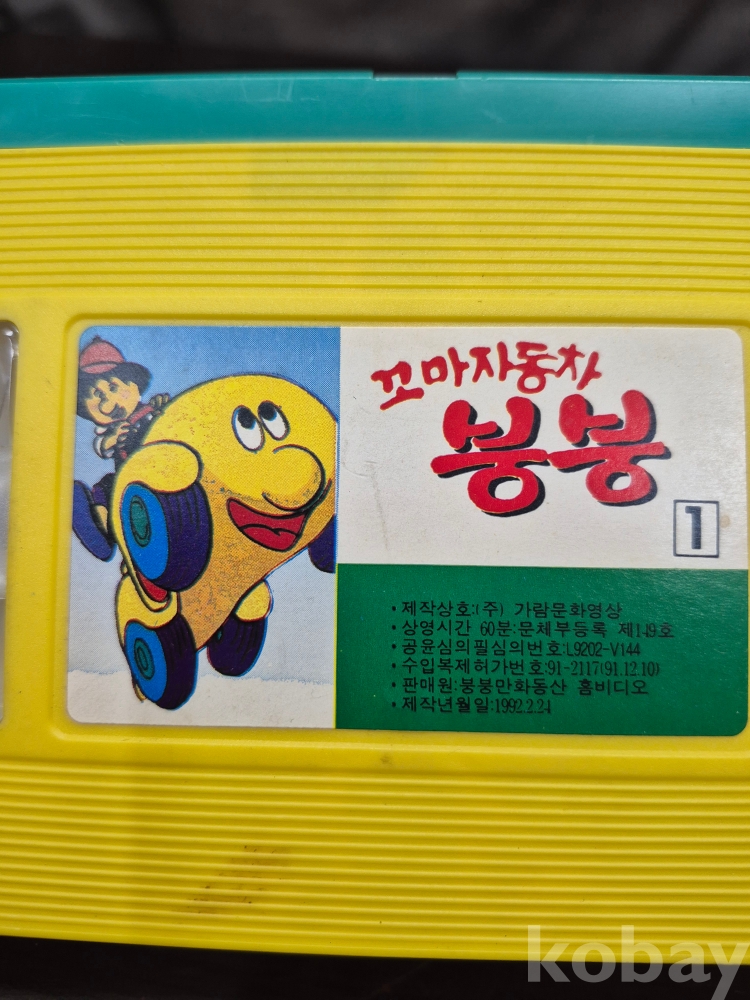 꼬마자동차
붕붕
1
• 제작상호:(주) 가람문화영상
• 상영시간 60분:문체부등록 제149호
• 공윤심의필심의번호:L9202-V144
• 수입복제허가번호:91-2117(91.12.10)
• 판매원:붕붕만화동산 홈비디오
• 제작년월일:1992.2.24
kobay